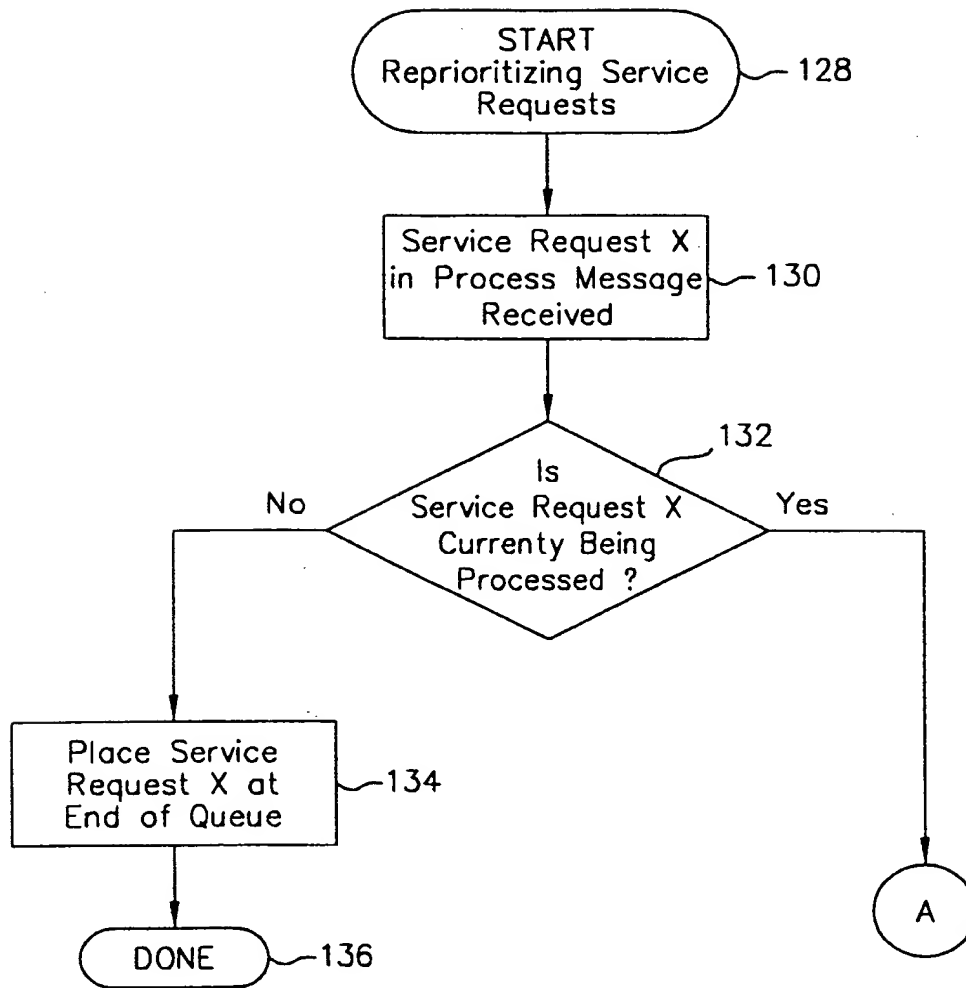 START
Reprioritizing Service
Requests
128
Service Request X
in Process Message
Received
130
132
Is
Service Request X
Currenty Being
Processed ?
No
Yes
Place Service
Request X at
End of Queue
134
A
DONE
136